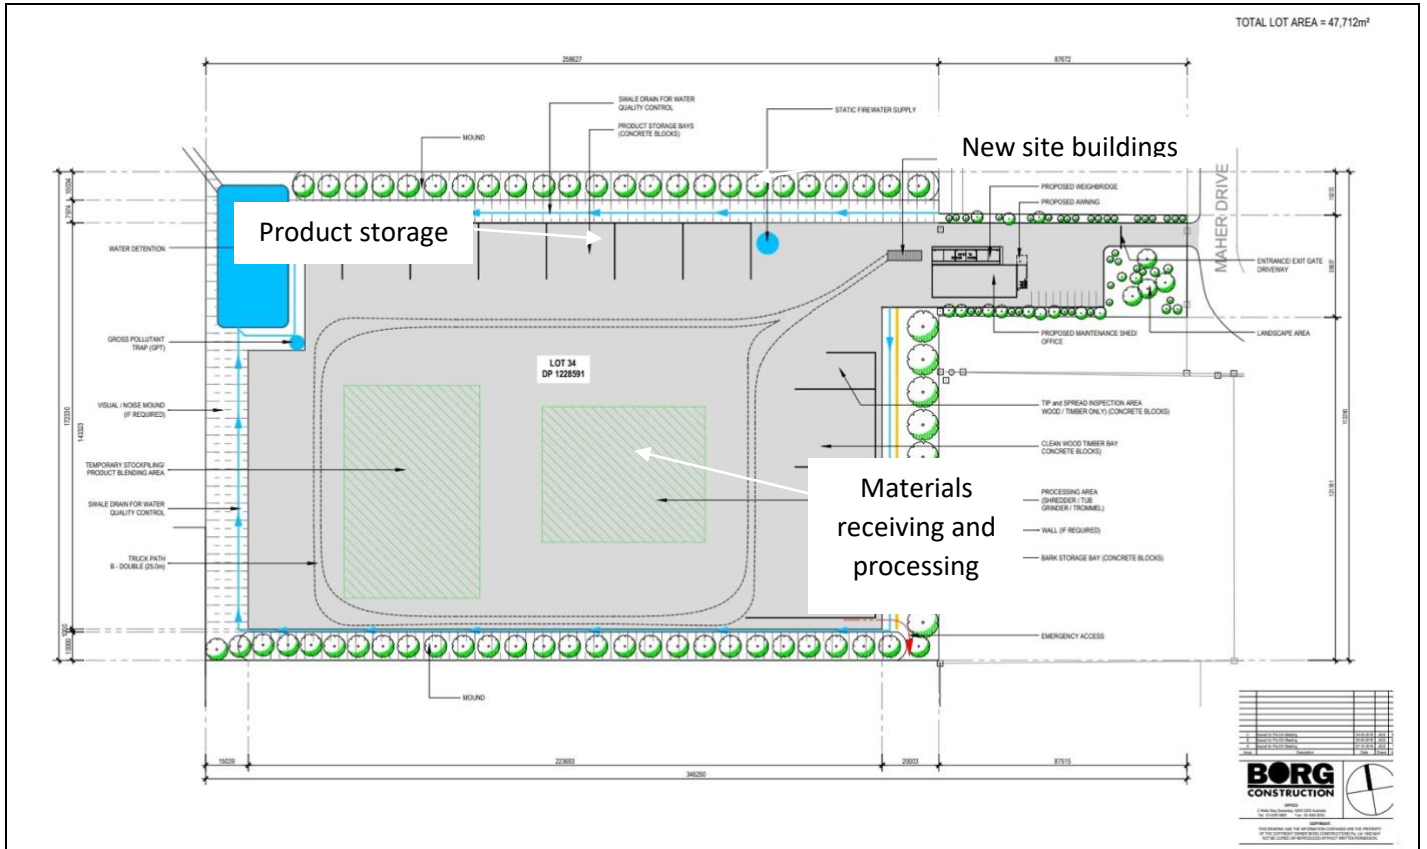 TOTAL LOT AREA = 47,712m²
258627
87672
SWALE DRAIN FOR WATER
QUALITY CONTROL
PRODUCT STORAGE BAYS
(CONCRETE BLOCKS)
STATIC FIREWATER SUPPLY
MOUND
New site buildings
MAHER DRIVE
PROPOSED WEIGHBRIDGE
PROPOSED AWNING
Product storage
WATER DETENTION
ENTRANCE/ EXIT GATE
DRIVEWAY
GROSS POLLUTANT
TRAP (GPT)
PROPOSED MAINTENANCE SHED/
OFFICE
LANDSCAPE AREA
LOT 34
DP 1228591
VISUAL / NOISE MOUND
(IF REQUIRED)
TIP and SPREAD INSPECTION AREA
WOOD / TIMBER ONLY) (CONCRETE BLOCKS)
172310
143323
CLEAN WOOD TIMBER BAY
CONCRETE BLOCKS)
TEMPORARY STOCKPILING/
PRODUCT BLENDING AREA
Materials
receiving and
processing
PROCESSING AREA
(SHREDDER / TUB
GRINDER / TROMMEL)
SWALE DRAIN FOR WATER
QUALITY CONTROL
WALL (IF REQUIRED)
TRUCK PATH
B - DOUBLE (25.0m)
BARK STORAGE BAY (CONCRETE BLOCKS)
EMERGENCY ACCESS
10000
MOUND
223693
20003
87515
346250
BORG
CONSTRUCTION
OFFICE:
COPYRIGHT: